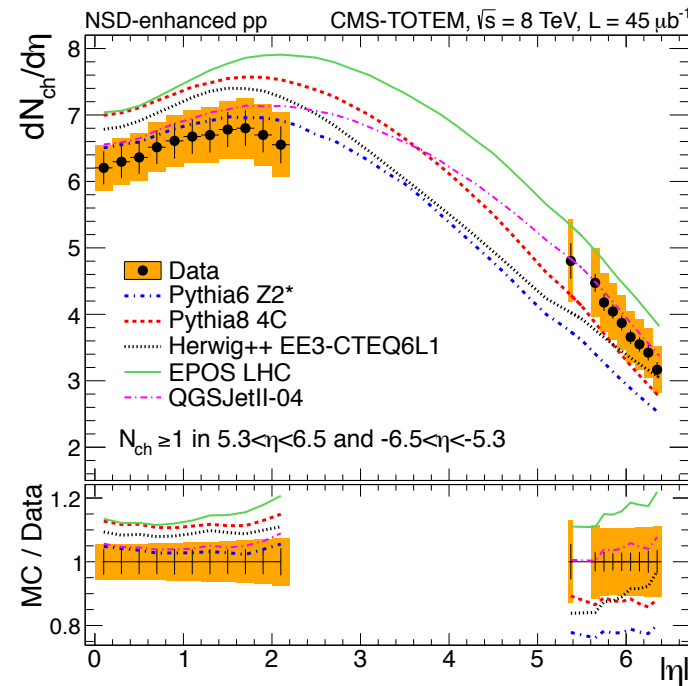 NSD-enhanced pp CMS-TOTEM, √s = 8 TeV, L = 45 μb⁻¹
dN_ch/dη
8
7
6
5
4
3
2
Data
Pythia6 Z2*
Pythia8 4C
Herwig++ EE3-CTEQ6L1
EPOS LHC
QGSJetII-04
N_ch ≥1 in 5.3<η<6.5 and -6.5<η<-5.3
MC / Data
1.2
1
0.8
0 1 2 3 4 5 6
|η|